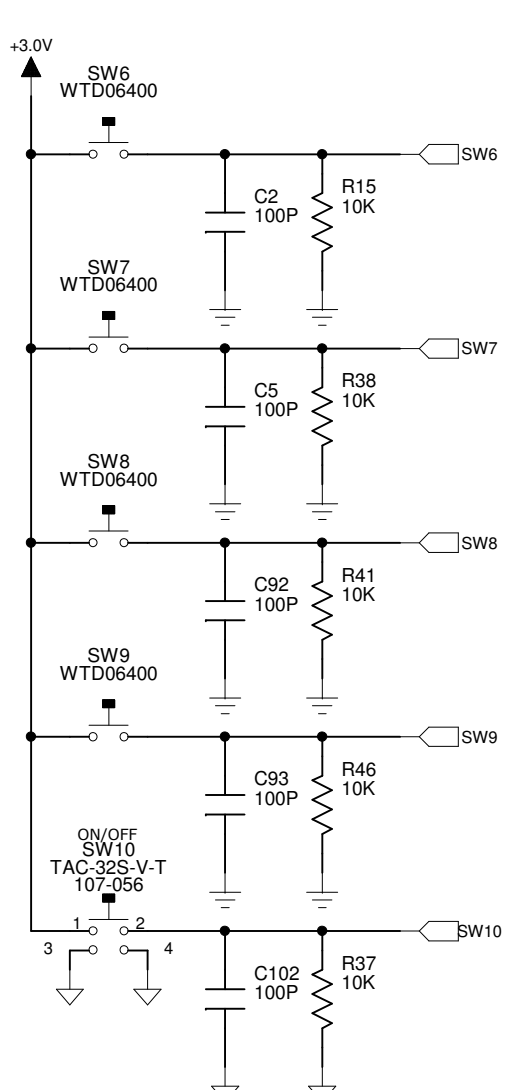 +3.0V
SW6
WTD06400
SW6
C2
100P
R15
10K
SW7
WTD06400
SW7
C5
100P
R38
10K
SW8
WTD06400
SW8
C92
100P
R41
10K
SW9
WTD06400
SW9
C93
100P
R46
10K
ON/OFF
SW10
TAC-32S-V-T
107-056
1
2
SW10
3
4
C102
100P
R37
10K